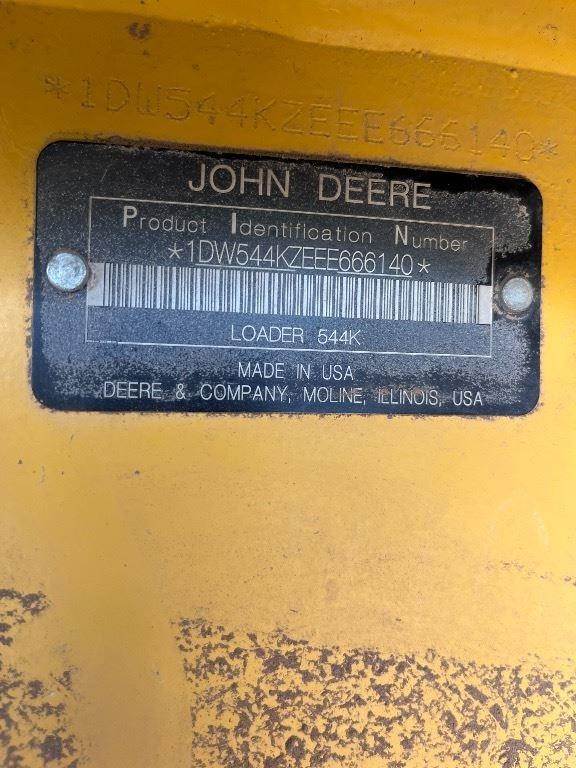 *1DW544KZEEE666140*
JOHN DEERE
Product Identification Number
*1DW544KZEEE666140*
LOADER 544K
MADE IN USA
DEERE & COMPANY, MOLINE, ILLINOIS, USA